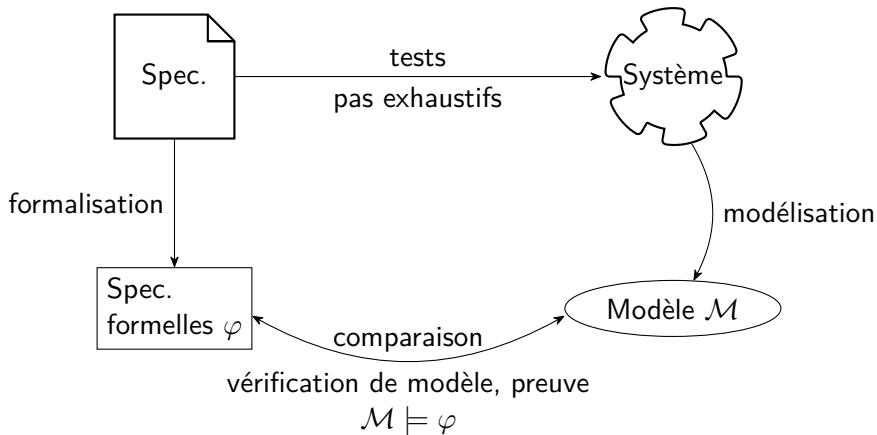 tests
Spec.
Système
pas exhaustifs
formalisation
modélisation
Spec.
formelles φ
Modèle ℳ
comparaison
vérification de modèle, preuve
ℳ ⊨ φ